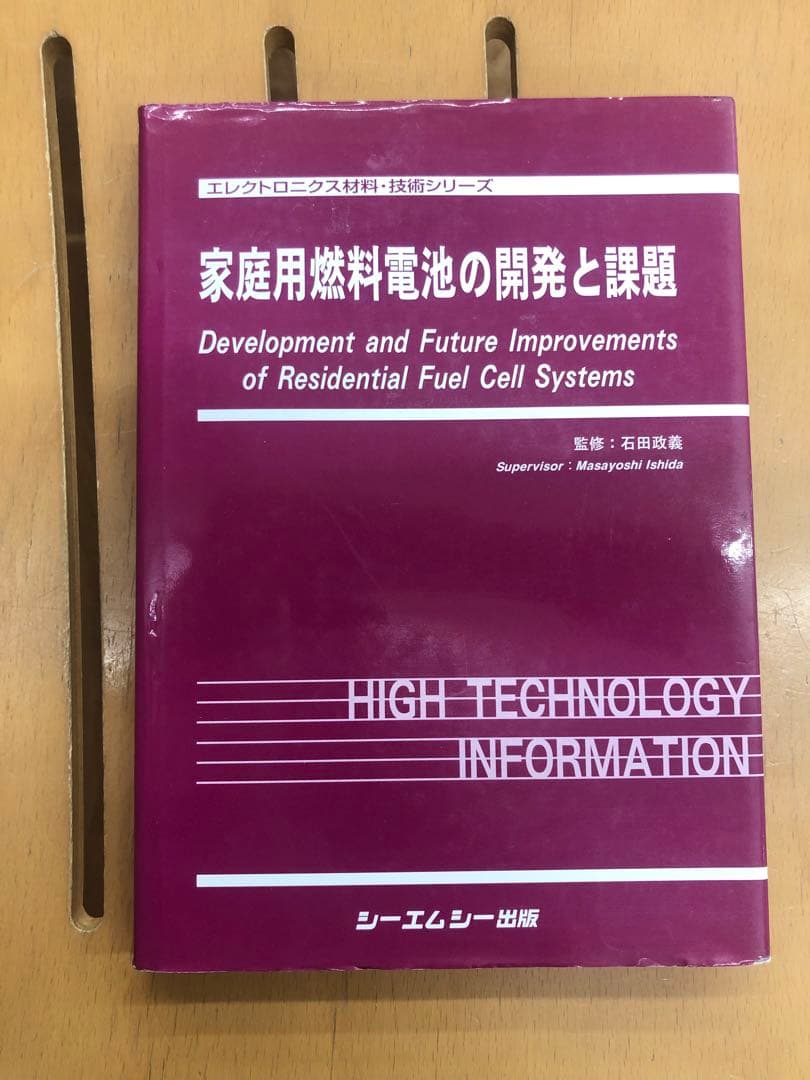 エレクトロニクス材料・技術シリーズ
家庭用燃料電池の開発と課題
Development and Future Improvements
of Residential Fuel Cell Systems
監修：石田政義
Supervisor：Masayoshi Ishida
HIGH TECHNOLOGY
INFORMATION
シーエムシー出版